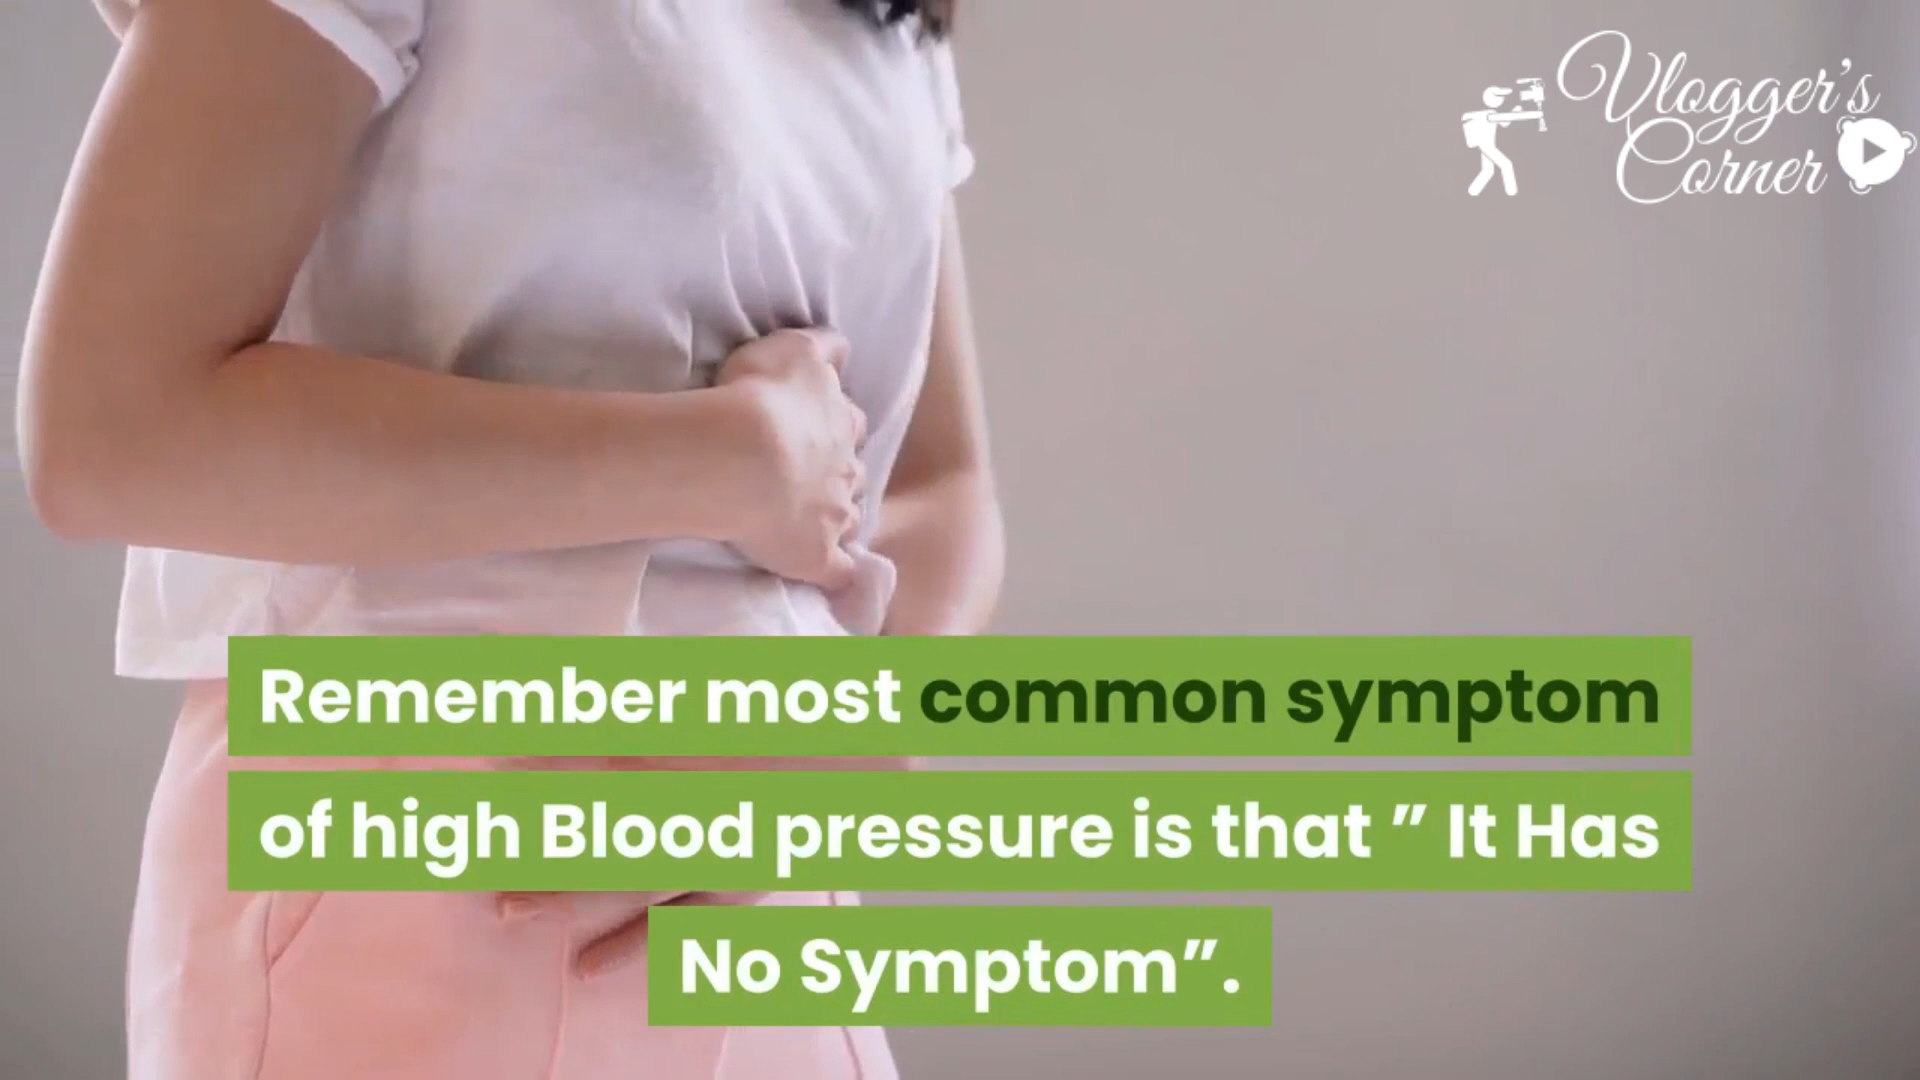 Vlogger's
Corner
Remember most common symptom
of high Blood pressure is that " It Has
No Symptom".